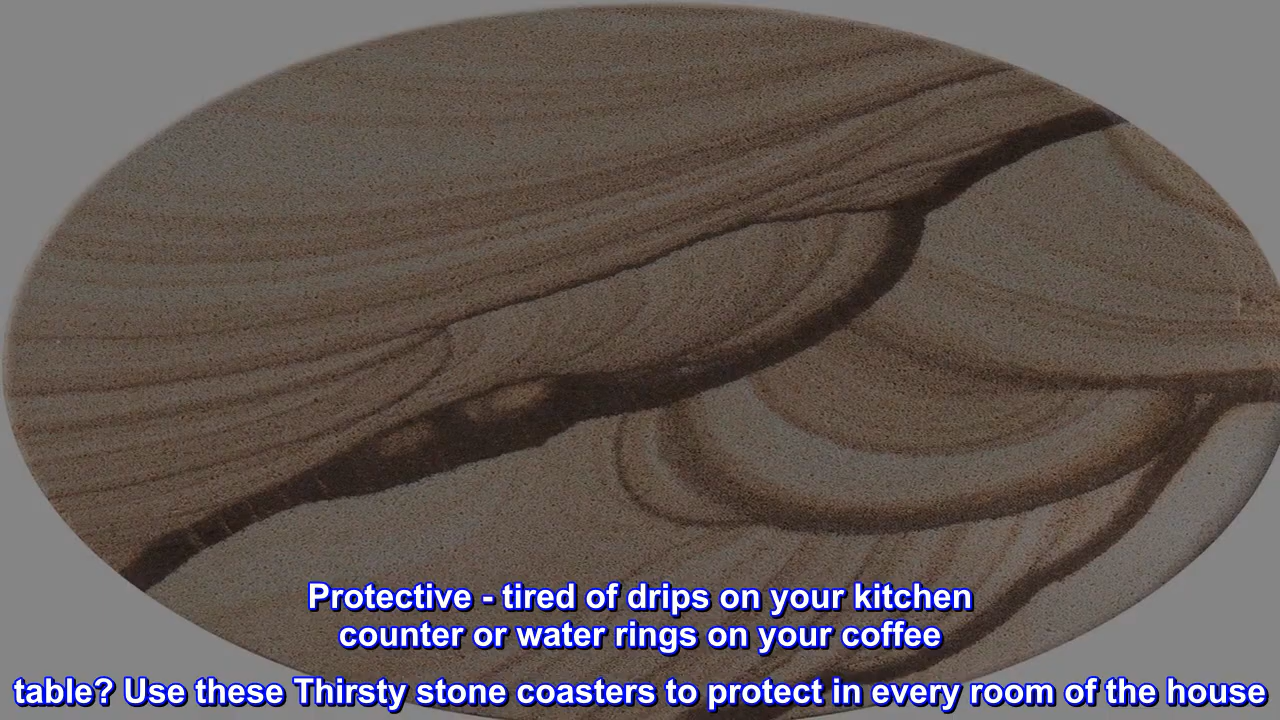 Protective - tired of drips on your kitchen
counter or water rings on your coffee
table? Use these Thirsty stone coasters to protect in every room of the house